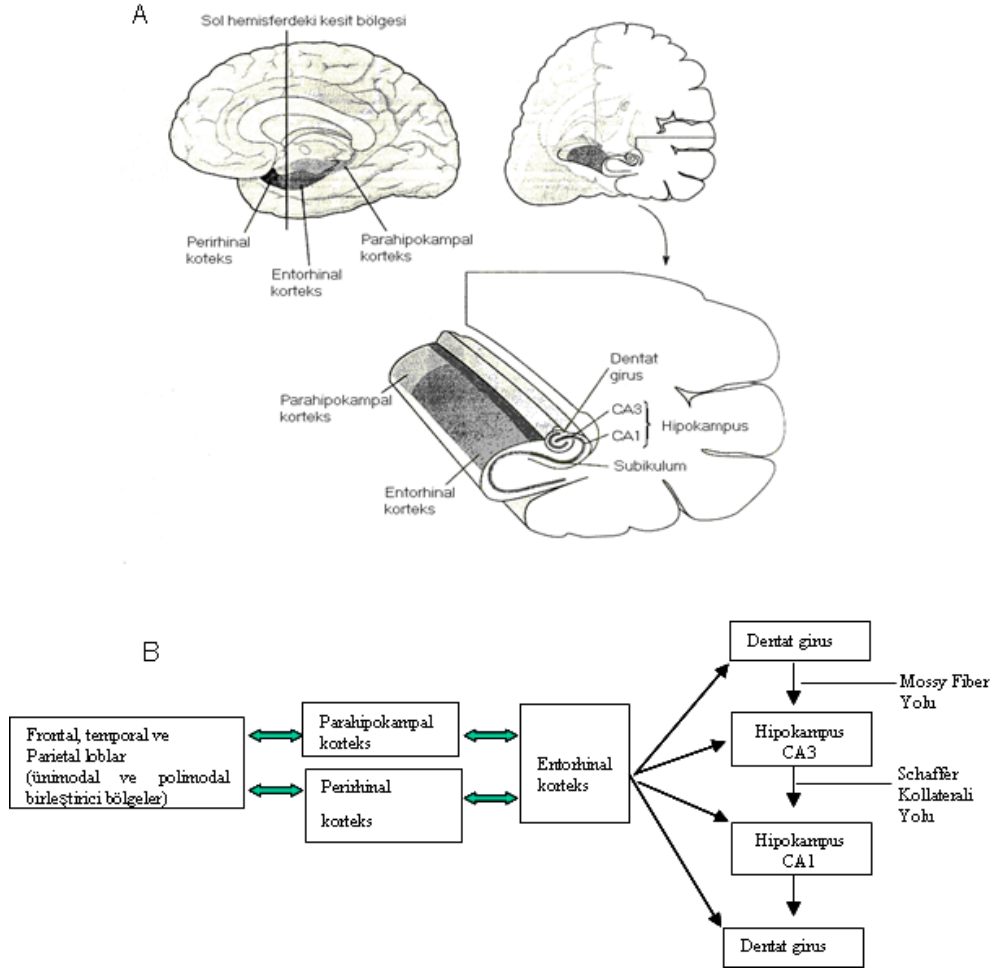 A
Sol hemisferdeki kesit bölgesi
Perirhinal
koteks
Entorhinal
korteks
Parahipokampal
korteks
Parahipokampal
korteks
Entorhinal
korteks
Dentat
girus
CA3
CA1
Hipokampus
Subikulum
B
Frontal, temporal ve
Parietal loblar
(ünimodal ve polimodal
birleştirici bölgeler)
Parahipokampal
korteks
Perirhinal
korteks
Entorhinal
korteks
Dentat girus
Mossy Fiber
Yolu
Hipokampus
CA3
Schaffer
Kollaterali
Yolu
Hipokampus
CA1
Dentat girus